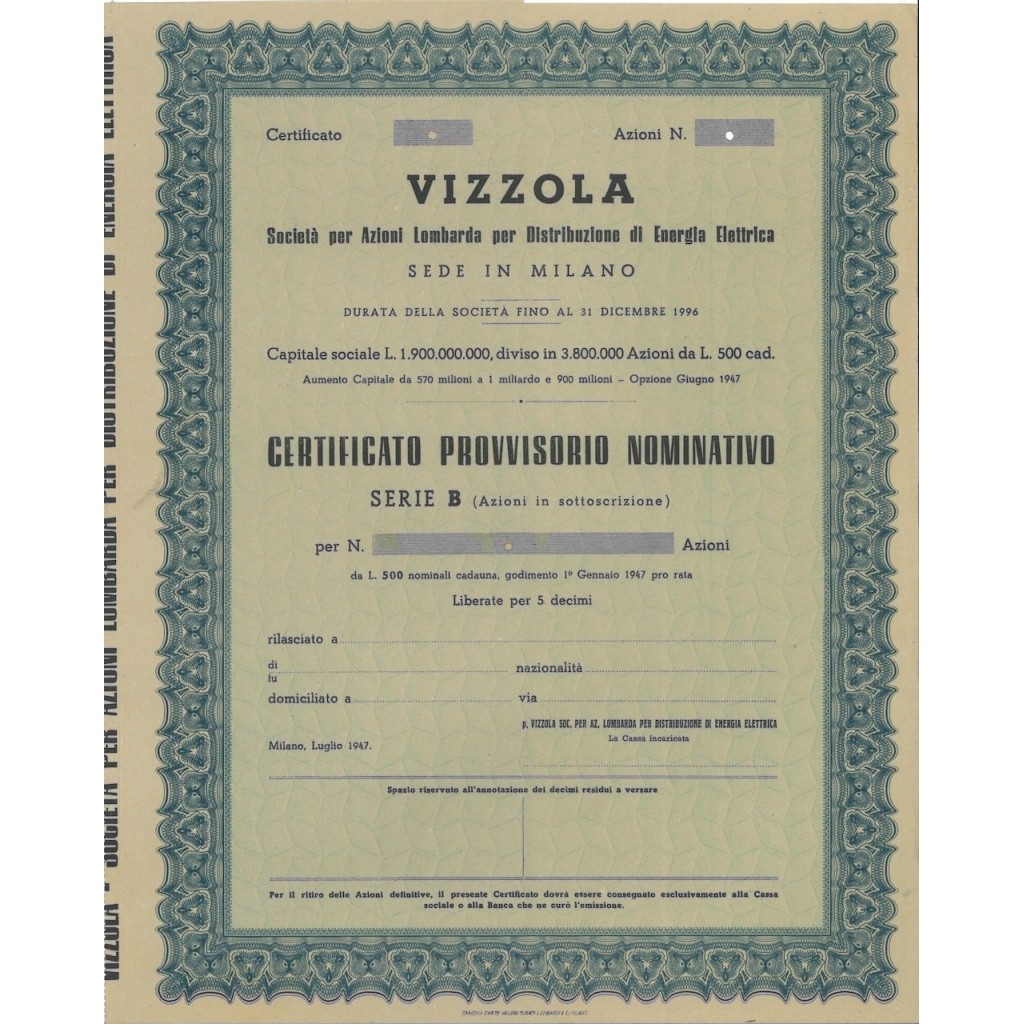 Certificato Azioni N.
VIZZOLA
Società per Azioni Lombarda per Distribuzione di Energia Elettrica
SEDE IN MILANO
DURATA DELLA SOCIETÀ FINO AL 31 DICEMBRE 1996
Capitale sociale L. 1.900.000.000, diviso in 3.800.000 Azioni da L. 500 cad.
Aumento Capitale da 570 milioni a 1 miliardo e 900 milioni – Opzione Giugno 1947
CERTIFICATO PROVVISORIO NOMINATIVO
SERIE B (Azioni in sottoscrizione)
per N. Azioni
da L. 500 nominali cadauna, godimento 1º Gennaio 1947 pro rata
Liberate per 5 decimi
rilasciato a
di
fu nazionalità
domiciliato a via
p. VIZZOLA SOC. PER AZ. LOMBARDA PER DISTRIBUZIONE DI ENERGIA ELETTRICA
La Cassa incaricata
Milano, Luglio 1947.
Spazio riservato all'annotazione dei decimi residui a versare
Per il ritiro delle Azioni definitive, il presente Certificato dovrà essere consegnato esclusivamente alla Cassa
sociale o alla Banca che ne curò l'emissione.
VIZZOLA - SOCIETÀ PER AZIONI LOMBARDA PER DISTRIBUZIONE DI ENERGIA ELETTRICA